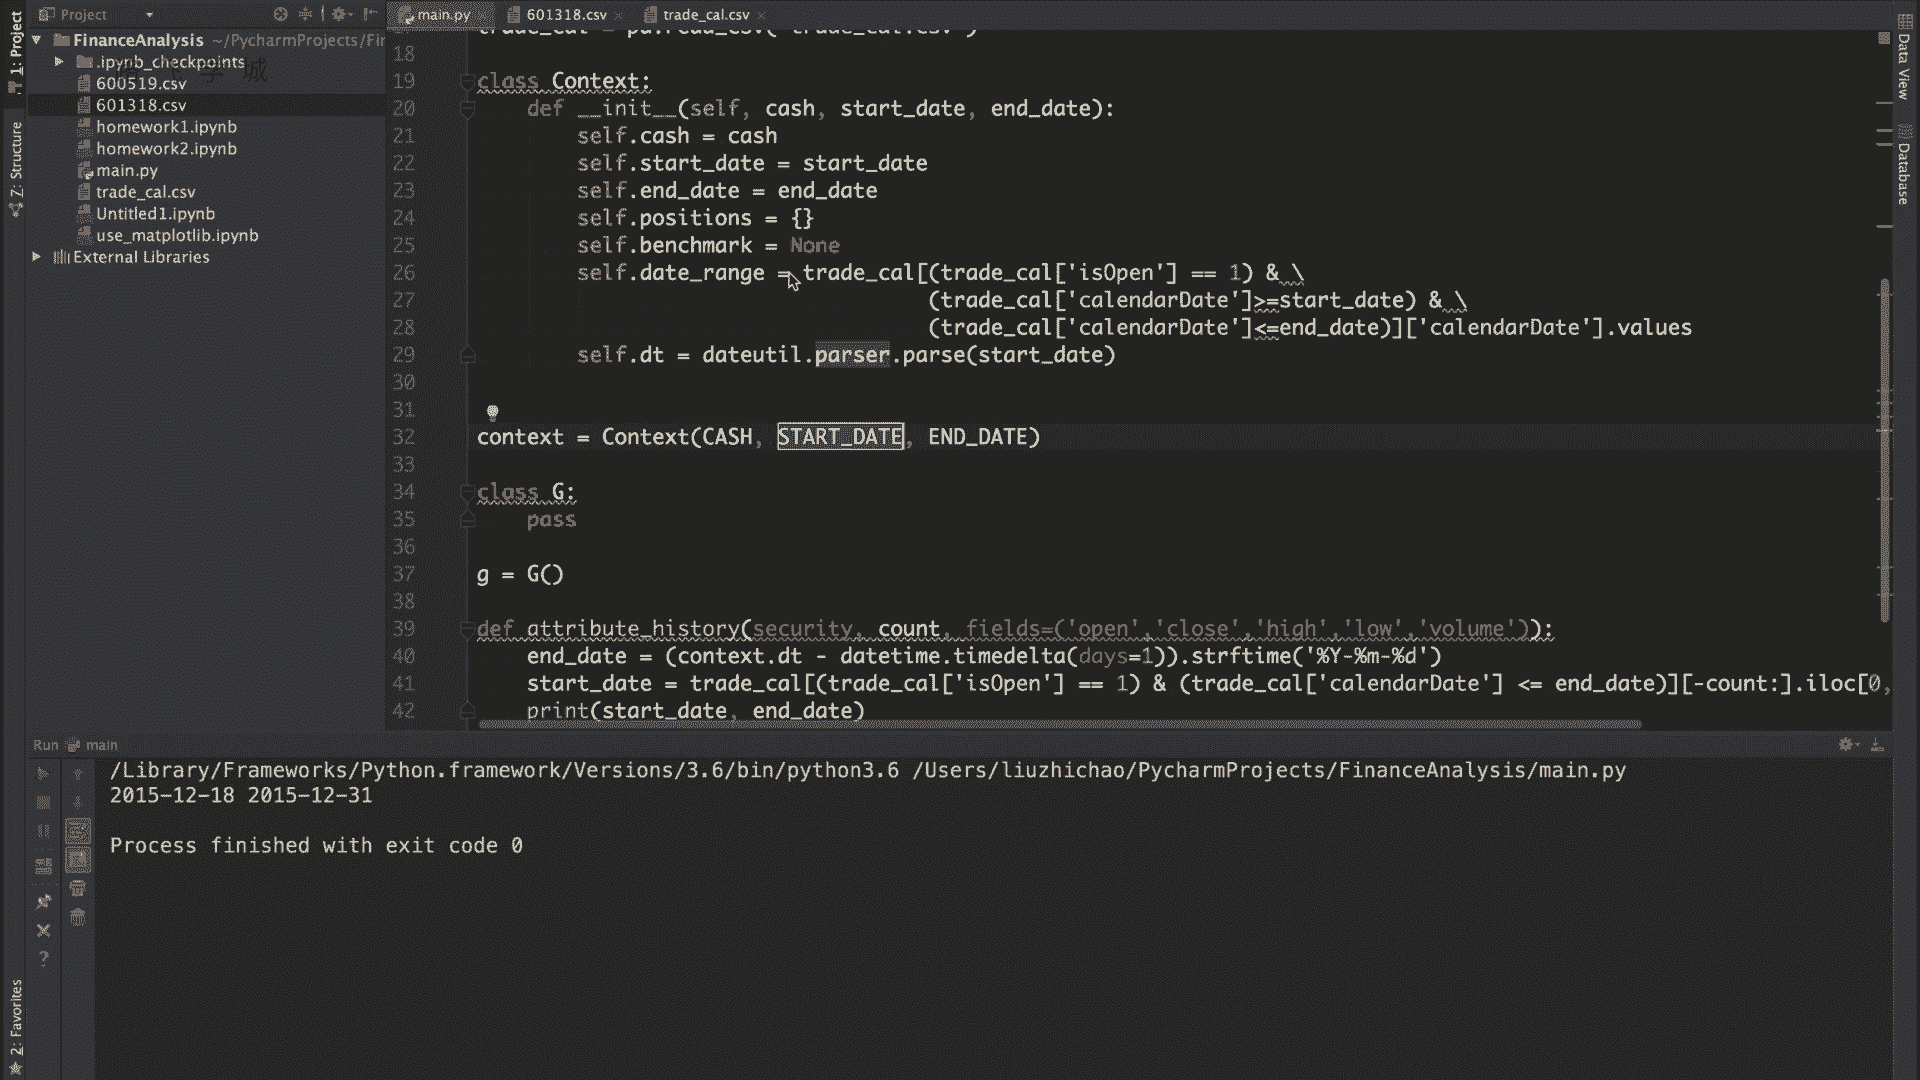 Project
main.py
601318.csv
trade_cal.csv
1: Project
FinanceAnalysis ~/PycharmProjects/Fi
.ipynb_checkpoints
600519.csv
601318.csv
homework1.ipynb
homework2.ipynb
main.py
trade_cal.csv
Untitled1.ipynb
use_matplotlib.ipynb
External Libraries
Z: Structure
2: Favorites
Data View
Database
18
19 class Context:
20 def __init__(self, cash, start_date, end_date):
21 self.cash = cash
22 self.start_date = start_date
23 self.end_date = end_date
24 self.positions = {}
25 self.benchmark = None
26 self.date_range = trade_cal[(trade_cal['isOpen'] == 1) & \
27 (trade_cal['calendarDate']>=start_date) & \
28 (trade_cal['calendarDate']<=end_date)]['calendarDate'].values
29 self.dt = dateutil.parser.parse(start_date)
30
31
32 context = Context(CASH, START_DATE, END_DATE)
33
34 class G:
35 pass
36
37 g = G()
38
39 def attribute_history(security, count, fields=('open','close','high','low','volume')):
40 end_date = (context.dt - datetime.timedelta(days=1)).strftime('%Y-%m-%d')
41 start_date = trade_cal[(trade_cal['isOpen'] == 1) & (trade_cal['calendarDate'] <= end_date)][-count:].iloc[0,
42 print(start_date, end_date)
Run main
/Library/Frameworks/Python.framework/Versions/3.6/bin/python3.6 /Users/liuzhichao/PycharmProjects/FinanceAnalysis/main.py
2015-12-18 2015-12-31
Process finished with exit code 0